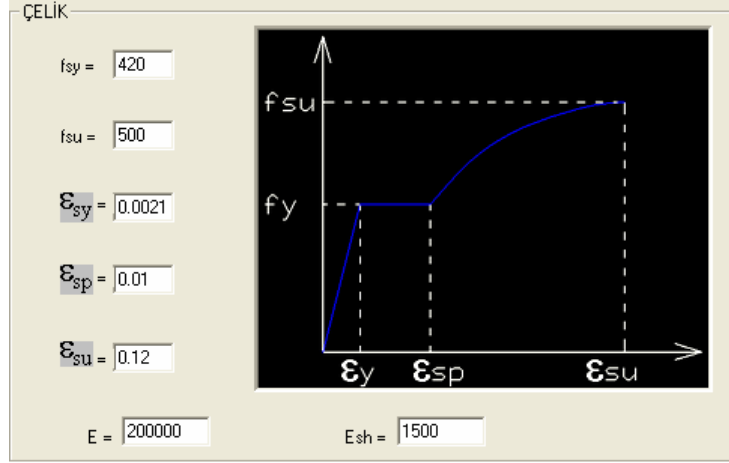 ÇELİK
fsy = 420
fsu = 500
εsy = 0.0021
εsp = 0.01
εsu = 0.12
E = 200000
Esh = 1500
fsu
fy
εy εsp εsu